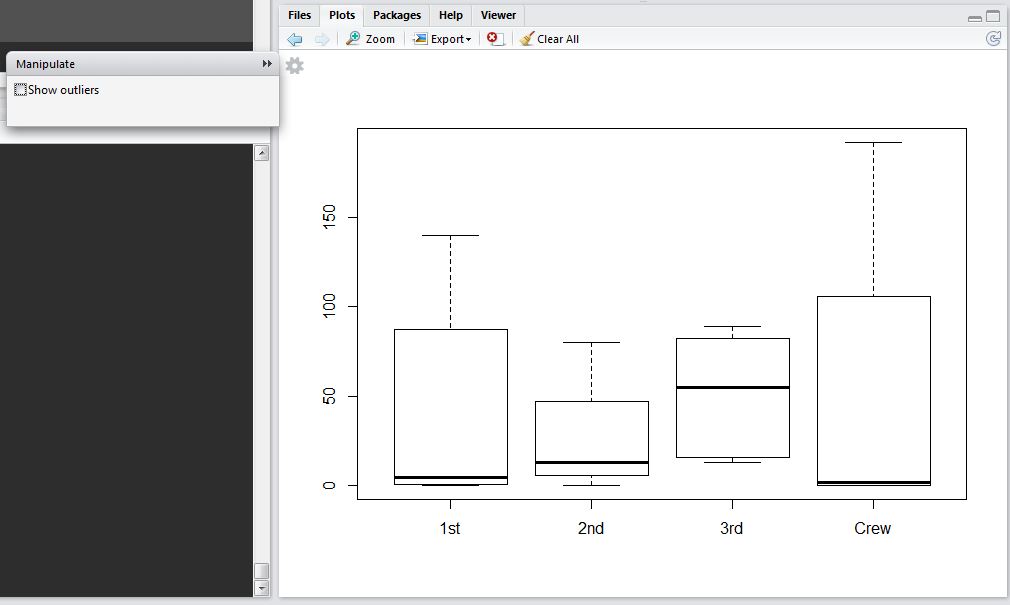 Files Plots Packages Help Viewer
Zoom Export Clear All
Manipulate
Show outliers
150
100
50
0
1st 2nd 3rd Crew